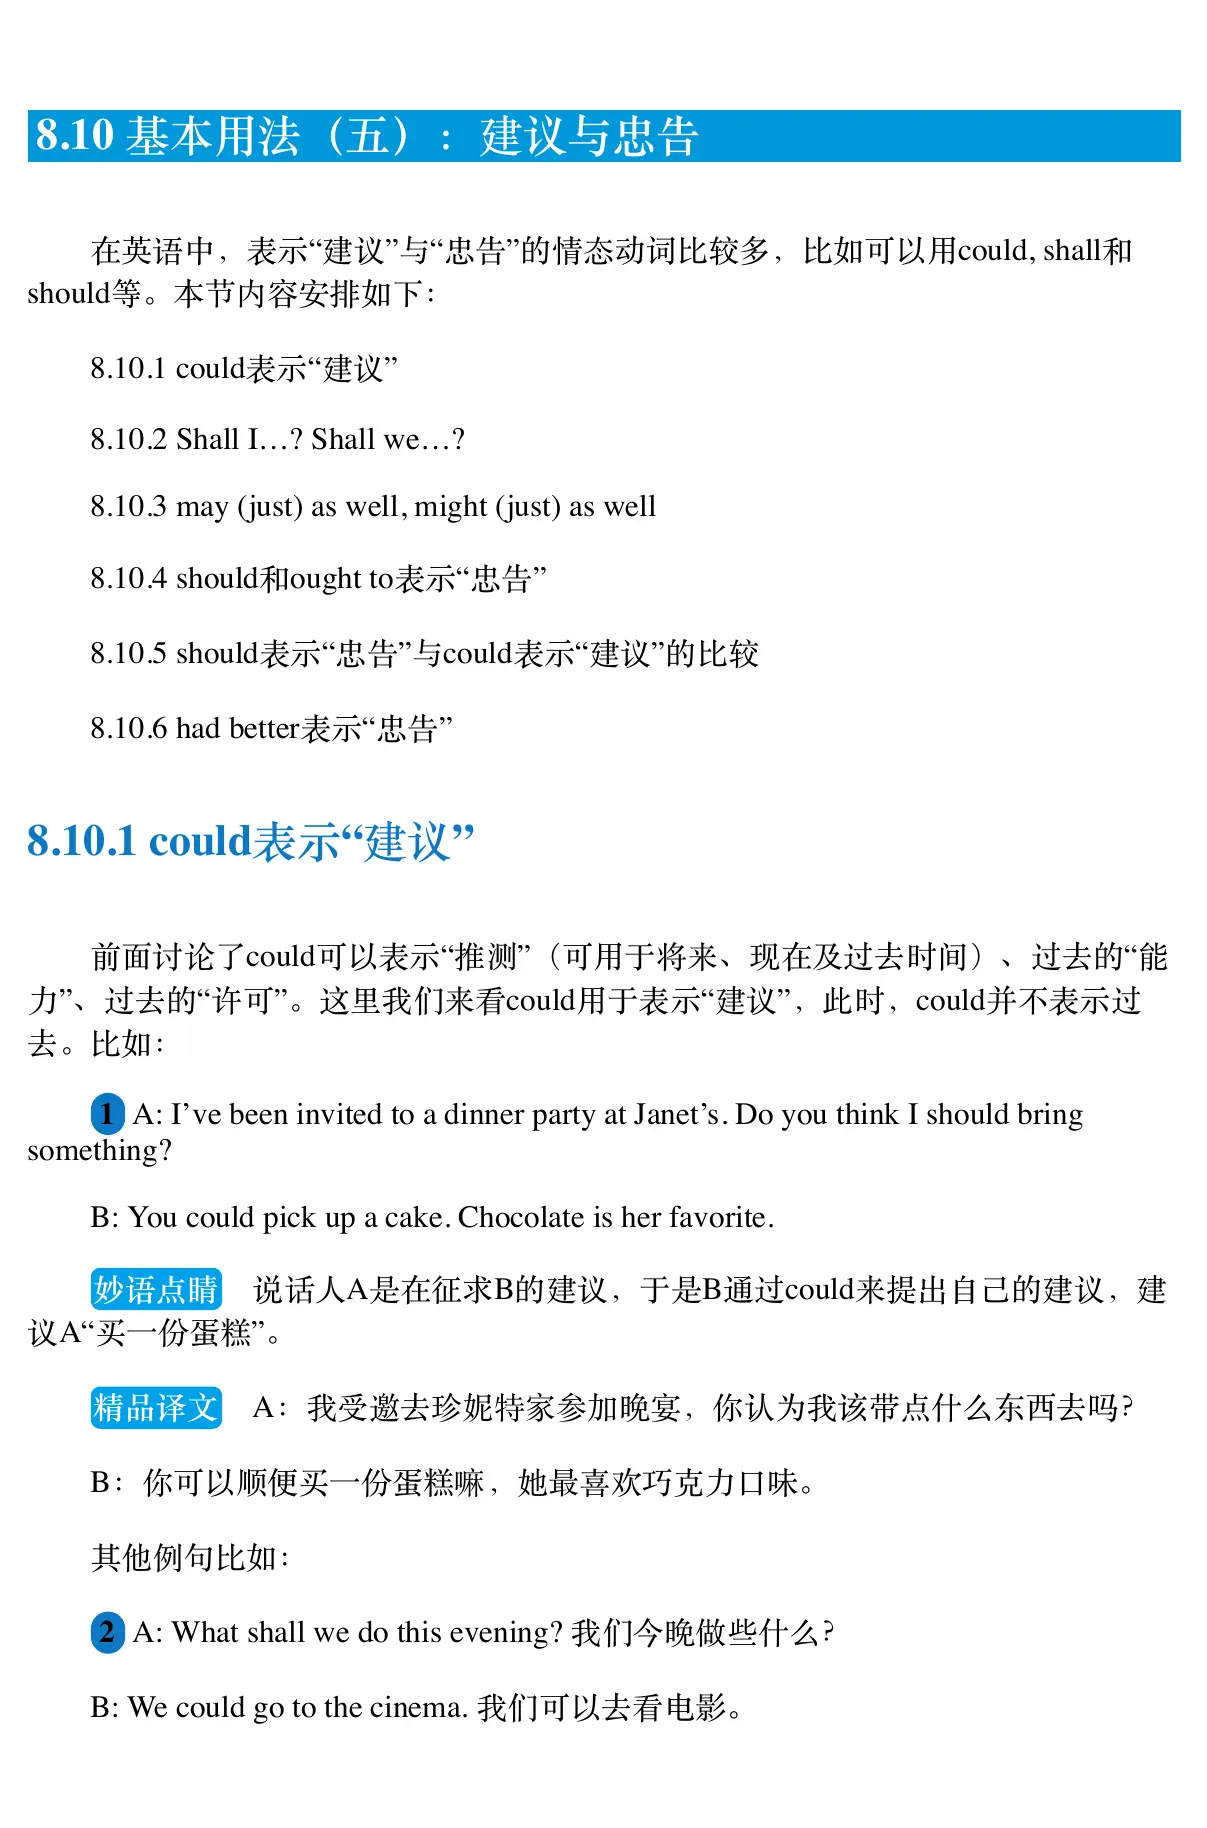 8.10 基本用法（五）：建议与忠告
在英语中，表示“建议”与“忠告”的情态动词比较多，比如可以用could, shall和
should等。本节内容安排如下：
8.10.1 could表示“建议”
8.10.2 Shall I…? Shall we…?
8.10.3 may (just) as well, might (just) as well
8.10.4 should和ought to表示“忠告”
8.10.5 should表示“忠告”与could表示“建议”的比较
8.10.6 had better表示“忠告”
8.10.1 could表示“建议”
前面讨论了could可以表示“推测”（可用于将来、现在及过去时间）、过去的“能
力”、过去的“许可”。这里我们来看could用于表示“建议”，此时，could并不表示过
去。比如：
1 A: I’ve been invited to a dinner party at Janet’s. Do you think I should bring
something?
B: You could pick up a cake. Chocolate is her favorite.
妙语点睛 说话人A是在征求B的建议，于是B通过could来提出自己的建议，建
议A“买一份蛋糕”。
精品译文 A：我受邀去珍妮特家参加晚宴，你认为我该带点什么东西去吗？
B：你可以顺便买一份蛋糕嘛，她最喜欢巧克力口味。
其他例句比如：
2 A: What shall we do this evening? 我们今晚做些什么？
B: We could go to the cinema. 我们可以去看电影。